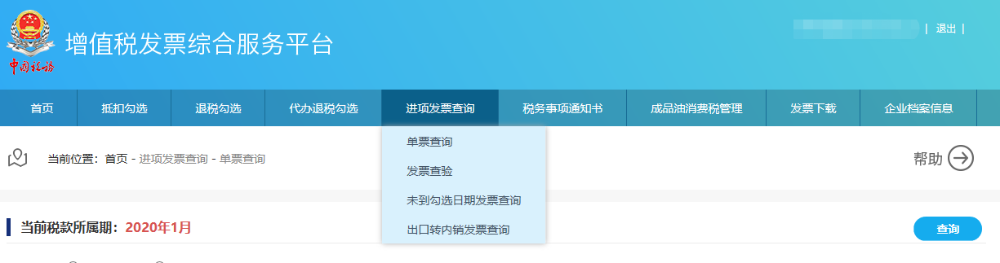 增值税发票综合服务平台
中国税务
| 退出 |
首页 抵扣勾选 退税勾选 代办退税勾选 进项发票查询 税务事项通知书 成品油消费税管理 发票下载 企业档案信息
单票查询
当前位置：首页 - 进项发票查询 - 单票查询
帮助
发票查验
未到勾选日期发票查询
当前税款所属期：2020年1月
出口转内销发票查询
查询